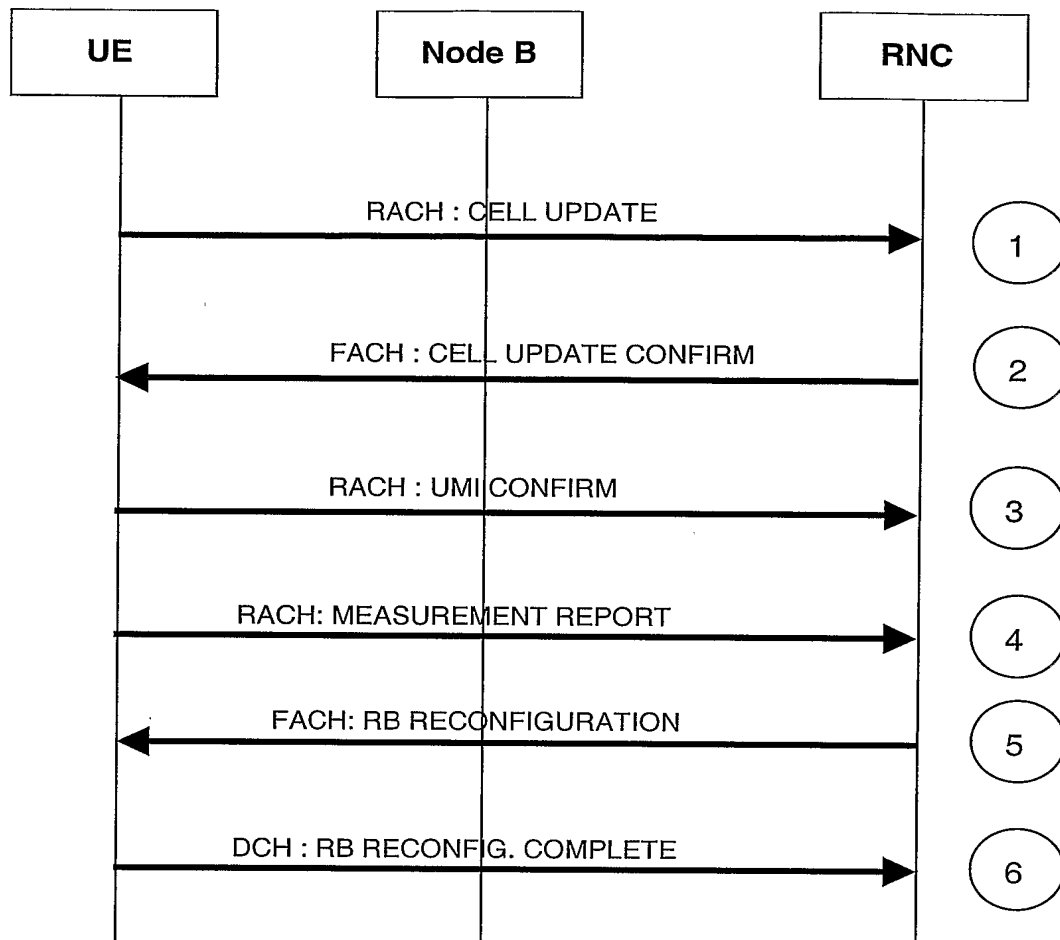 UE
Node B
RNC
RACH : CELL UPDATE
1
FACH : CELL UPDATE CONFIRM
2
RACH : UMI CONFIRM
3
RACH: MEASUREMENT REPORT
4
FACH: RB RECONFIGURATION
5
DCH : RB RECONFIG. COMPLETE
6